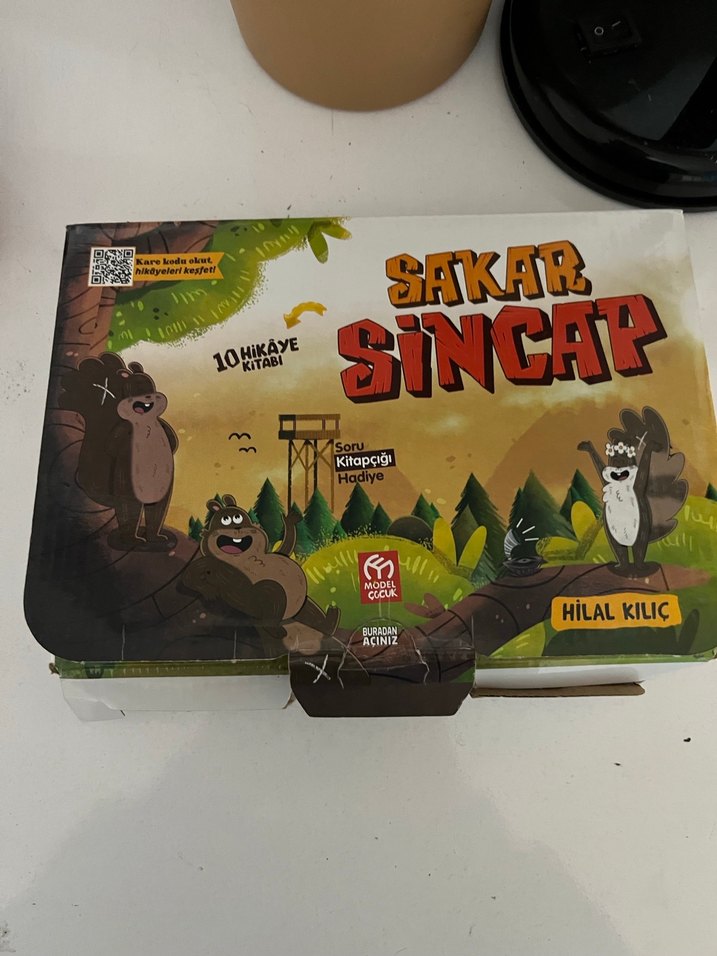 Kare kodu okut,
hikâyeleri keşfet!
SAKAR
SİNCAP
10 HİKÂYE
KİTABI
Soru
Kitapçığı
Hadiye
MODEL
ÇOCUK
HİLAL KILIÇ
BURADAN
AÇINIZ